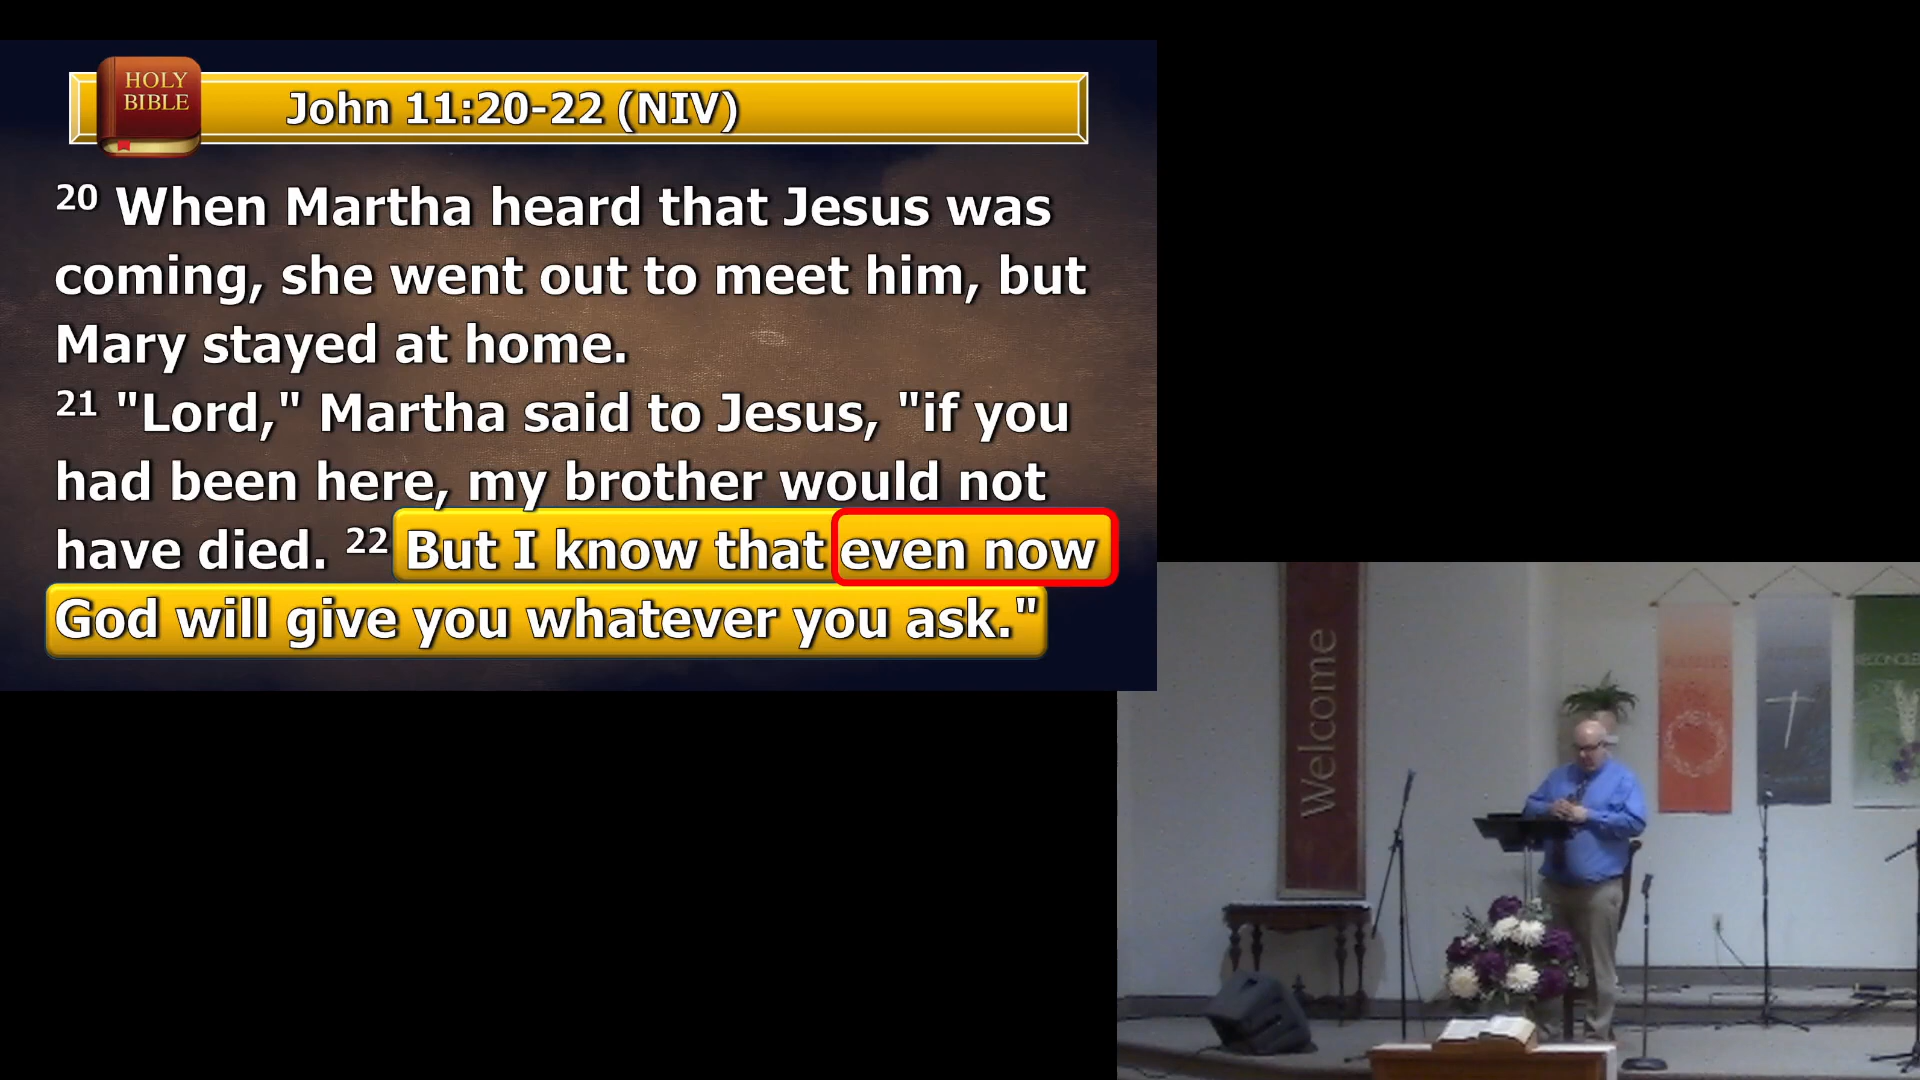 HOLY
BIBLE
John 11:20-22 (NIV)
20 When Martha heard that Jesus was
coming, she went out to meet him, but
Mary stayed at home.
21 "Lord," Martha said to Jesus, "if you
had been here, my brother would not
have died. 22 But I know that even now
God will give you whatever you ask."
Welcome